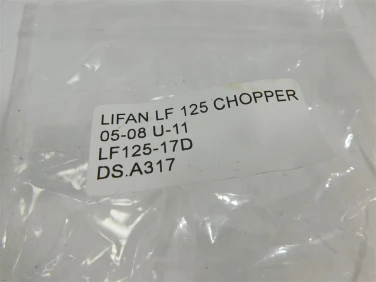 LIFAN LF 125 CHOPPER
05-08 U-11
LF125-17D
DS.A317